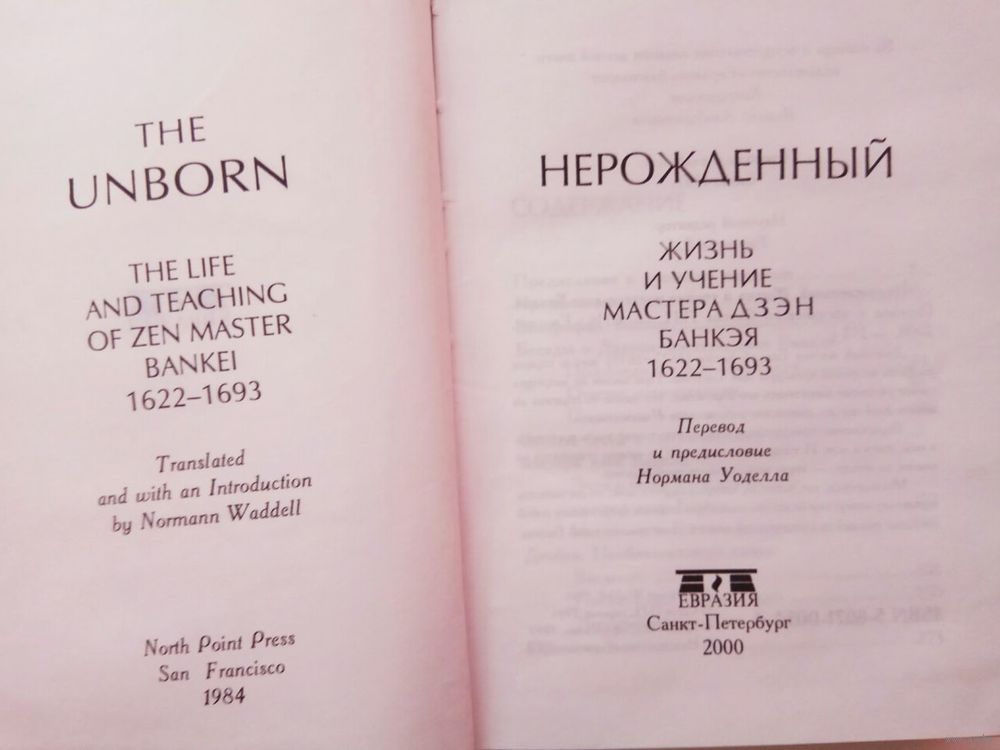 THE
UNBORN
THE LIFE
AND TEACHING
OF ZEN MASTER
BANKEI
1622–1693
Translated
and with an Introduction
by Normann Waddell
North Point Press
San Francisco
1984
НЕРОЖДЕННЫЙ
ЖИЗНЬ
И УЧЕНИЕ
МАСТЕРА ДЗЭН
БАНКЭЯ
1622–1693
Перевод
и предисловие
Нормана Уоделла
ЕВРАЗИЯ
Санкт-Петербург
2000